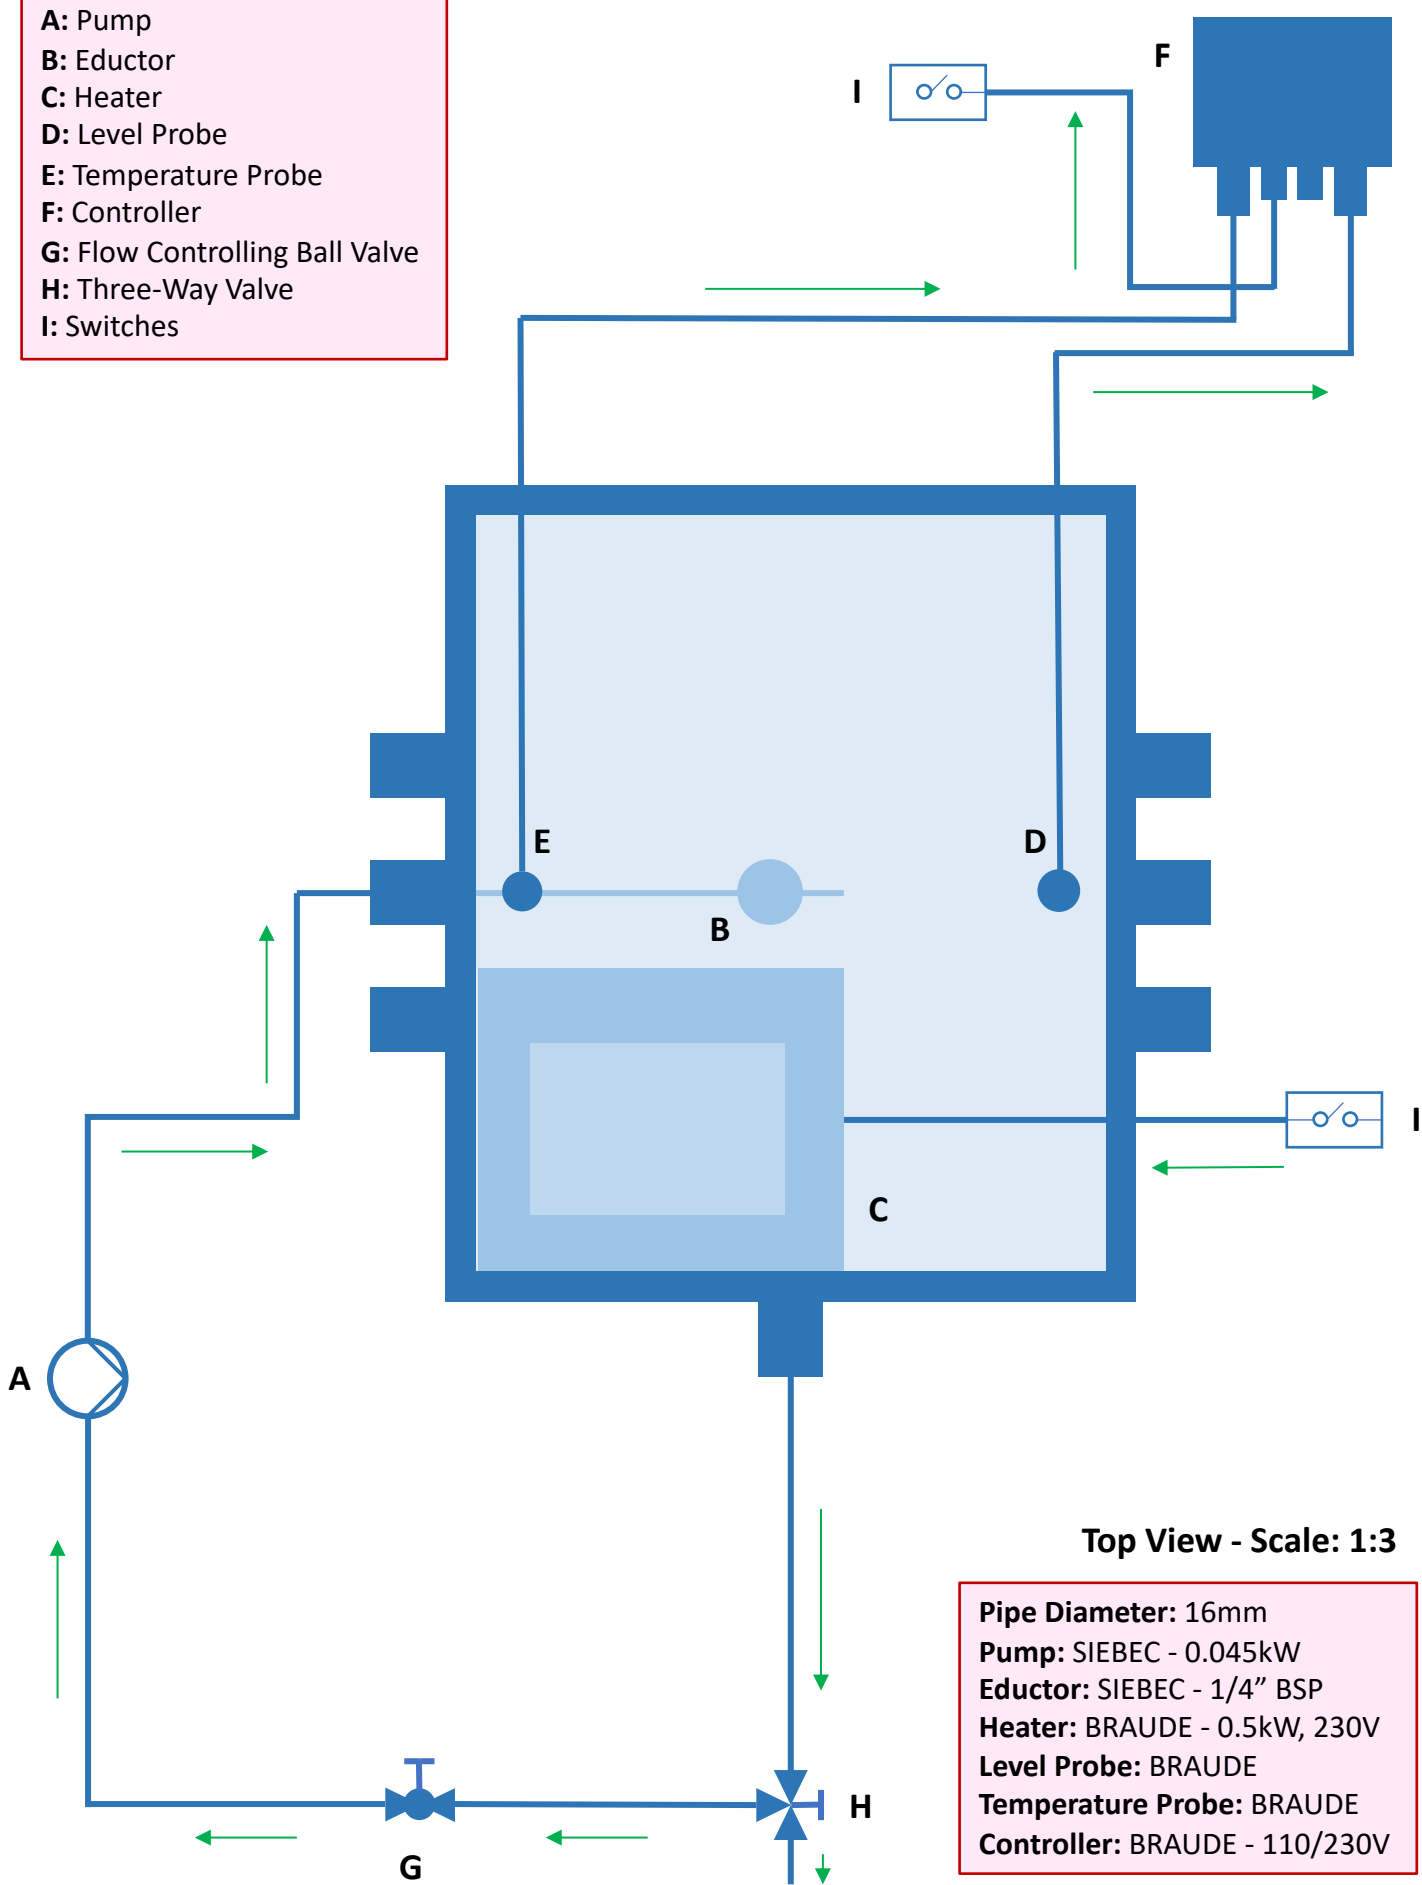 A: Pump
B: Eductor
C: Heater
D: Level Probe
E: Temperature Probe
F: Controller
G: Flow Controlling Ball Valve
H: Three-Way Valve
I: Switches
F
I
E
D
B
I
C
A
Top View - Scale: 1:3
Pipe Diameter: 16mm
Pump: SIEBEC - 0.045kW
Eductor: SIEBEC - 1/4” BSP
Heater: BRAUDE - 0.5kW, 230V
Level Probe: BRAUDE
Temperature Probe: BRAUDE
Controller: BRAUDE - 110/230V
H
G